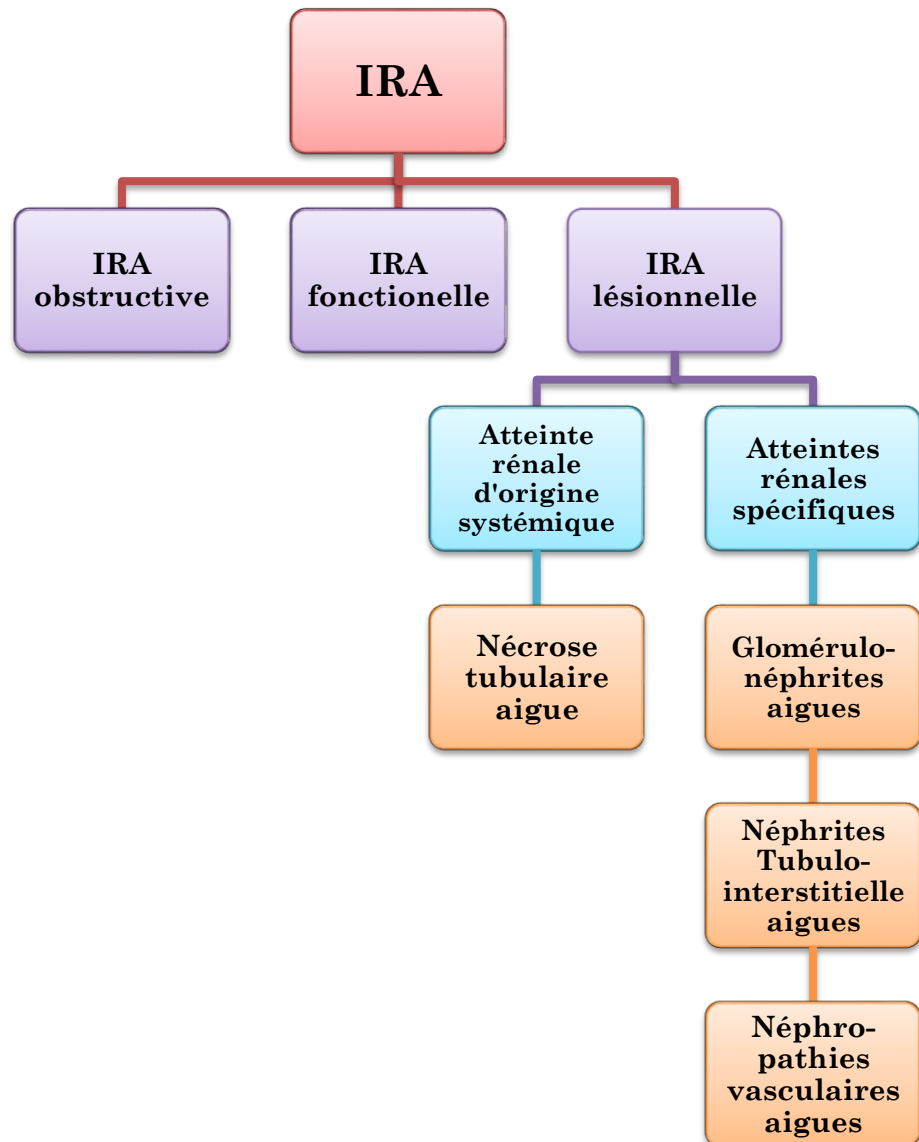 IRA
IRA
obstructive
IRA
fonctionelle
IRA
lésionnelle
Atteinte
rénale
d'origine
systémique
Atteintes
rénales
spécifiques
Nécrose
tubulaire
aigue
Glomérulo-
néphrites
aigues
Néphrites
Tubulo-
interstitielle
aigues
Néphro-
pathies
vasculaires
aigues